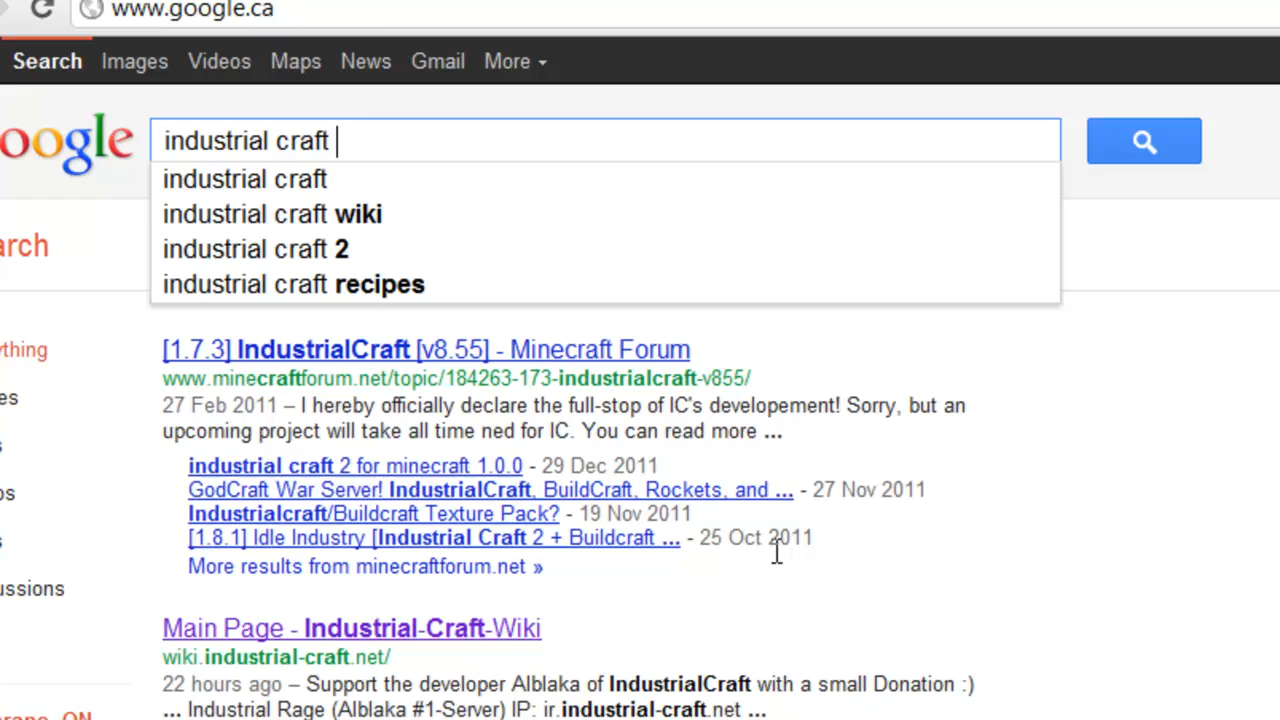 www.google.ca
Search Images Videos Maps News Gmail More
oogle industrial craft
industrial craft
industrial craft wiki
industrial craft 2
industrial craft recipes
arch
ything
[1.7.3] IndustrialCraft [v8.55] - Minecraft Forum
www.minecraftforum.net/topic/184263-173-industrialcraft-v855/
27 Feb 2011 – I hereby officially declare the full-stop of IC's developement! Sorry, but an
upcoming project will take all time ned for IC. You can read more ...
industrial craft 2 for minecraft 1.0.0 - 29 Dec 2011
GodCraft War Server! IndustrialCraft, BuildCraft, Rockets, and ... - 27 Nov 2011
Industrialcraft/Buildcraft Texture Pack? - 19 Nov 2011
[1.8.1] Idle Industry [Industrial Craft 2 + Buildcraft ... - 25 Oct 2011
More results from minecraftforum.net »
es
s
os
s
ussions
Main Page - Industrial-Craft-Wiki
wiki.industrial-craft.net/
22 hours ago – Support the developer Alblaka of IndustrialCraft with a small Donation :)
... Industrial Rage (Alblaka #1-Server) IP: ir.industrial-craft.net ...